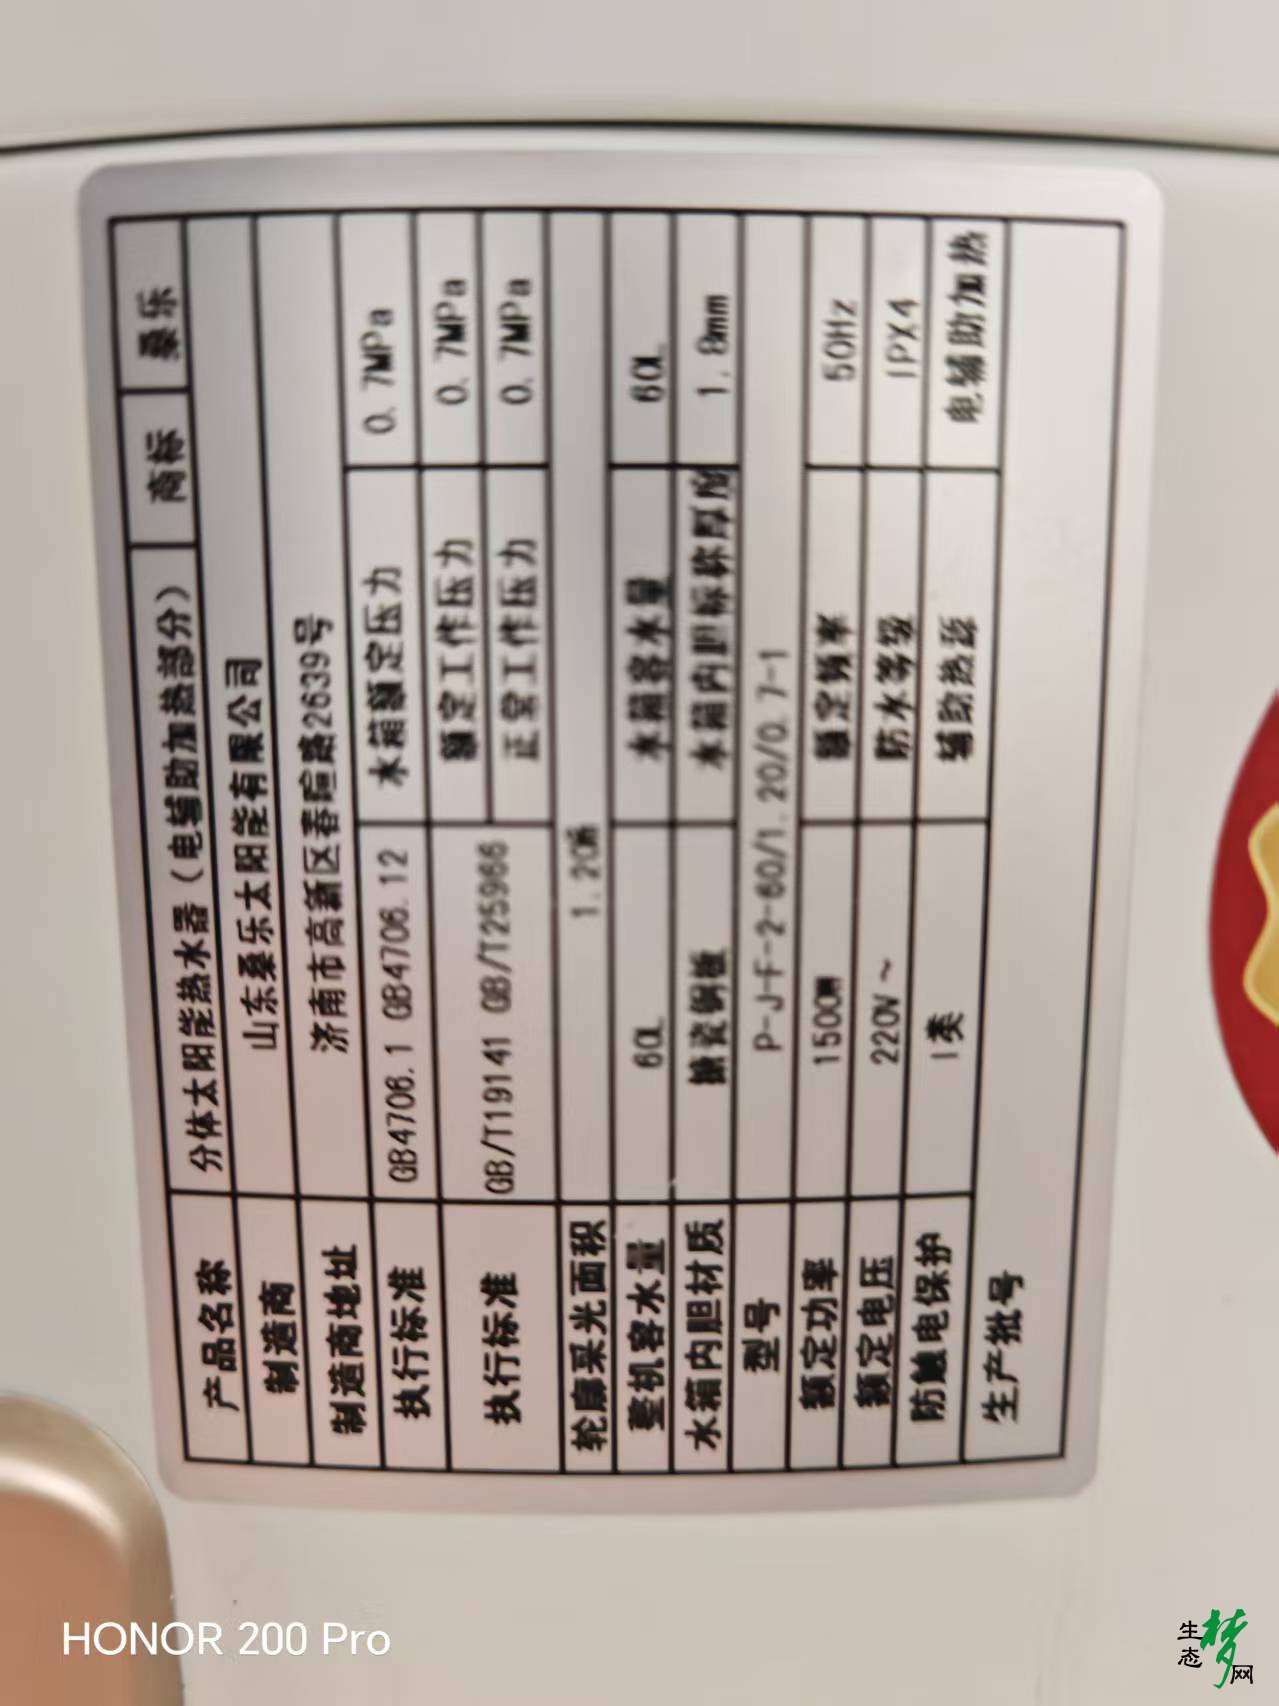 产品名称 分体太阳能热水器（电辅助加热部分） 商标 桑乐
制造商 山东桑乐太阳能有限公司
制造商地址 济南市高新区春暄路2639号
执行标准 GB4706.1 GB4706.12 水箱额定压力 0.7MPa
执行标准 GB/T19141 GB/T25966 额定工作压力 0.7MPa
正常工作压力 0.7MPa
轮廓采光面积 1.20㎡
整机容水量 60L 水箱容水量 60L
水箱内胆材质 搪瓷钢板 水箱内胆标称厚度 1.8mm
型号 P-J-F-2-60/1.20/0.7-1
额定功率 1500W 额定频率 50Hz
额定电压 220V~ 防水等级 IPX4
防触电保护 I类 辅助热源 电辅助加热
生产批号
HONOR 200 Pro
生态梦网